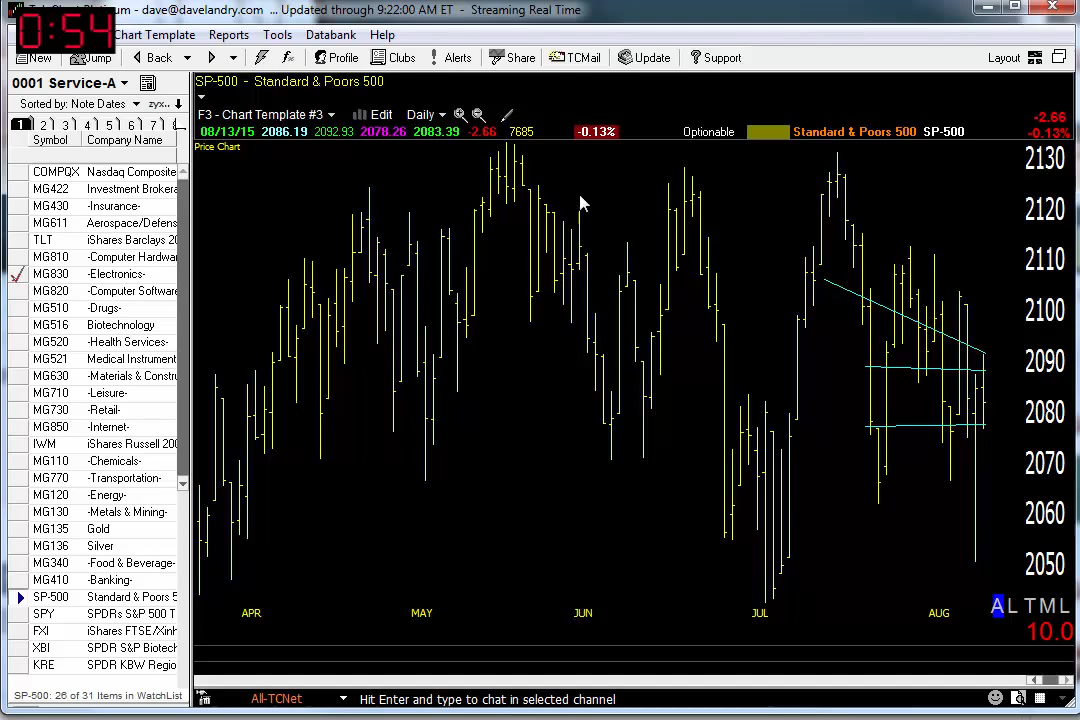 Platinum - dave@davelandry.com ... Updated through 9:22:00 AM ET - Streaming Real Time
0:54
Chart Template Reports Tools Databank Help
New Jump Back Profile Clubs Alerts Share TCMail Update Support Layout
0001 Service-A
Sorted by: Note Dates zyx..
1 2 3 4 5 6 7
Symbol Company Name
COMPQX Nasdaq Composite
MG422 Investment Brokera
MG430 -Insurance-
MG611 Aerospace/Defens
TLT iShares Barclays 20
MG810 -Computer Hardwa
MG830 -Electronics-
MG820 -Computer Software
MG510 -Drugs-
MG516 Biotechnology
MG520 -Health Services-
MG521 Medical Instrument
MG630 -Materials & Constru
MG710 -Leisure-
MG730 -Retail-
MG850 -Internet-
IWM iShares Russell 200
MG110 -Chemicals-
MG770 -Transportation-
MG120 -Energy-
MG130 -Metals & Mining-
MG135 Gold
MG136 Silver
MG340 -Food & Beverage-
MG410 -Banking-
SP-500 Standard & Poors 5
SPY SPDRs S&P 500 T
FXI iShares FTSE/Xinh
XBI SPDR S&P Biotech
KRE SPDR KBW Regio
SP-500: 26 of 31 Items in WatchList
SP-500 - Standard & Poors 500
F3 - Chart Template #3 Edit Daily
08/13/15 2086.19 2092.93 2078.26 2083.39 -2.66 7685 -0.13% Optionable Standard & Poors 500 SP-500
-2.66
-0.13%
Price Chart
2130
2120
2110
2100
2090
2080
2070
2060
2050
APR MAY JUN JUL AUG
A L T M L
10.0
All-TCNet Hit Enter and type to chat in selected channel